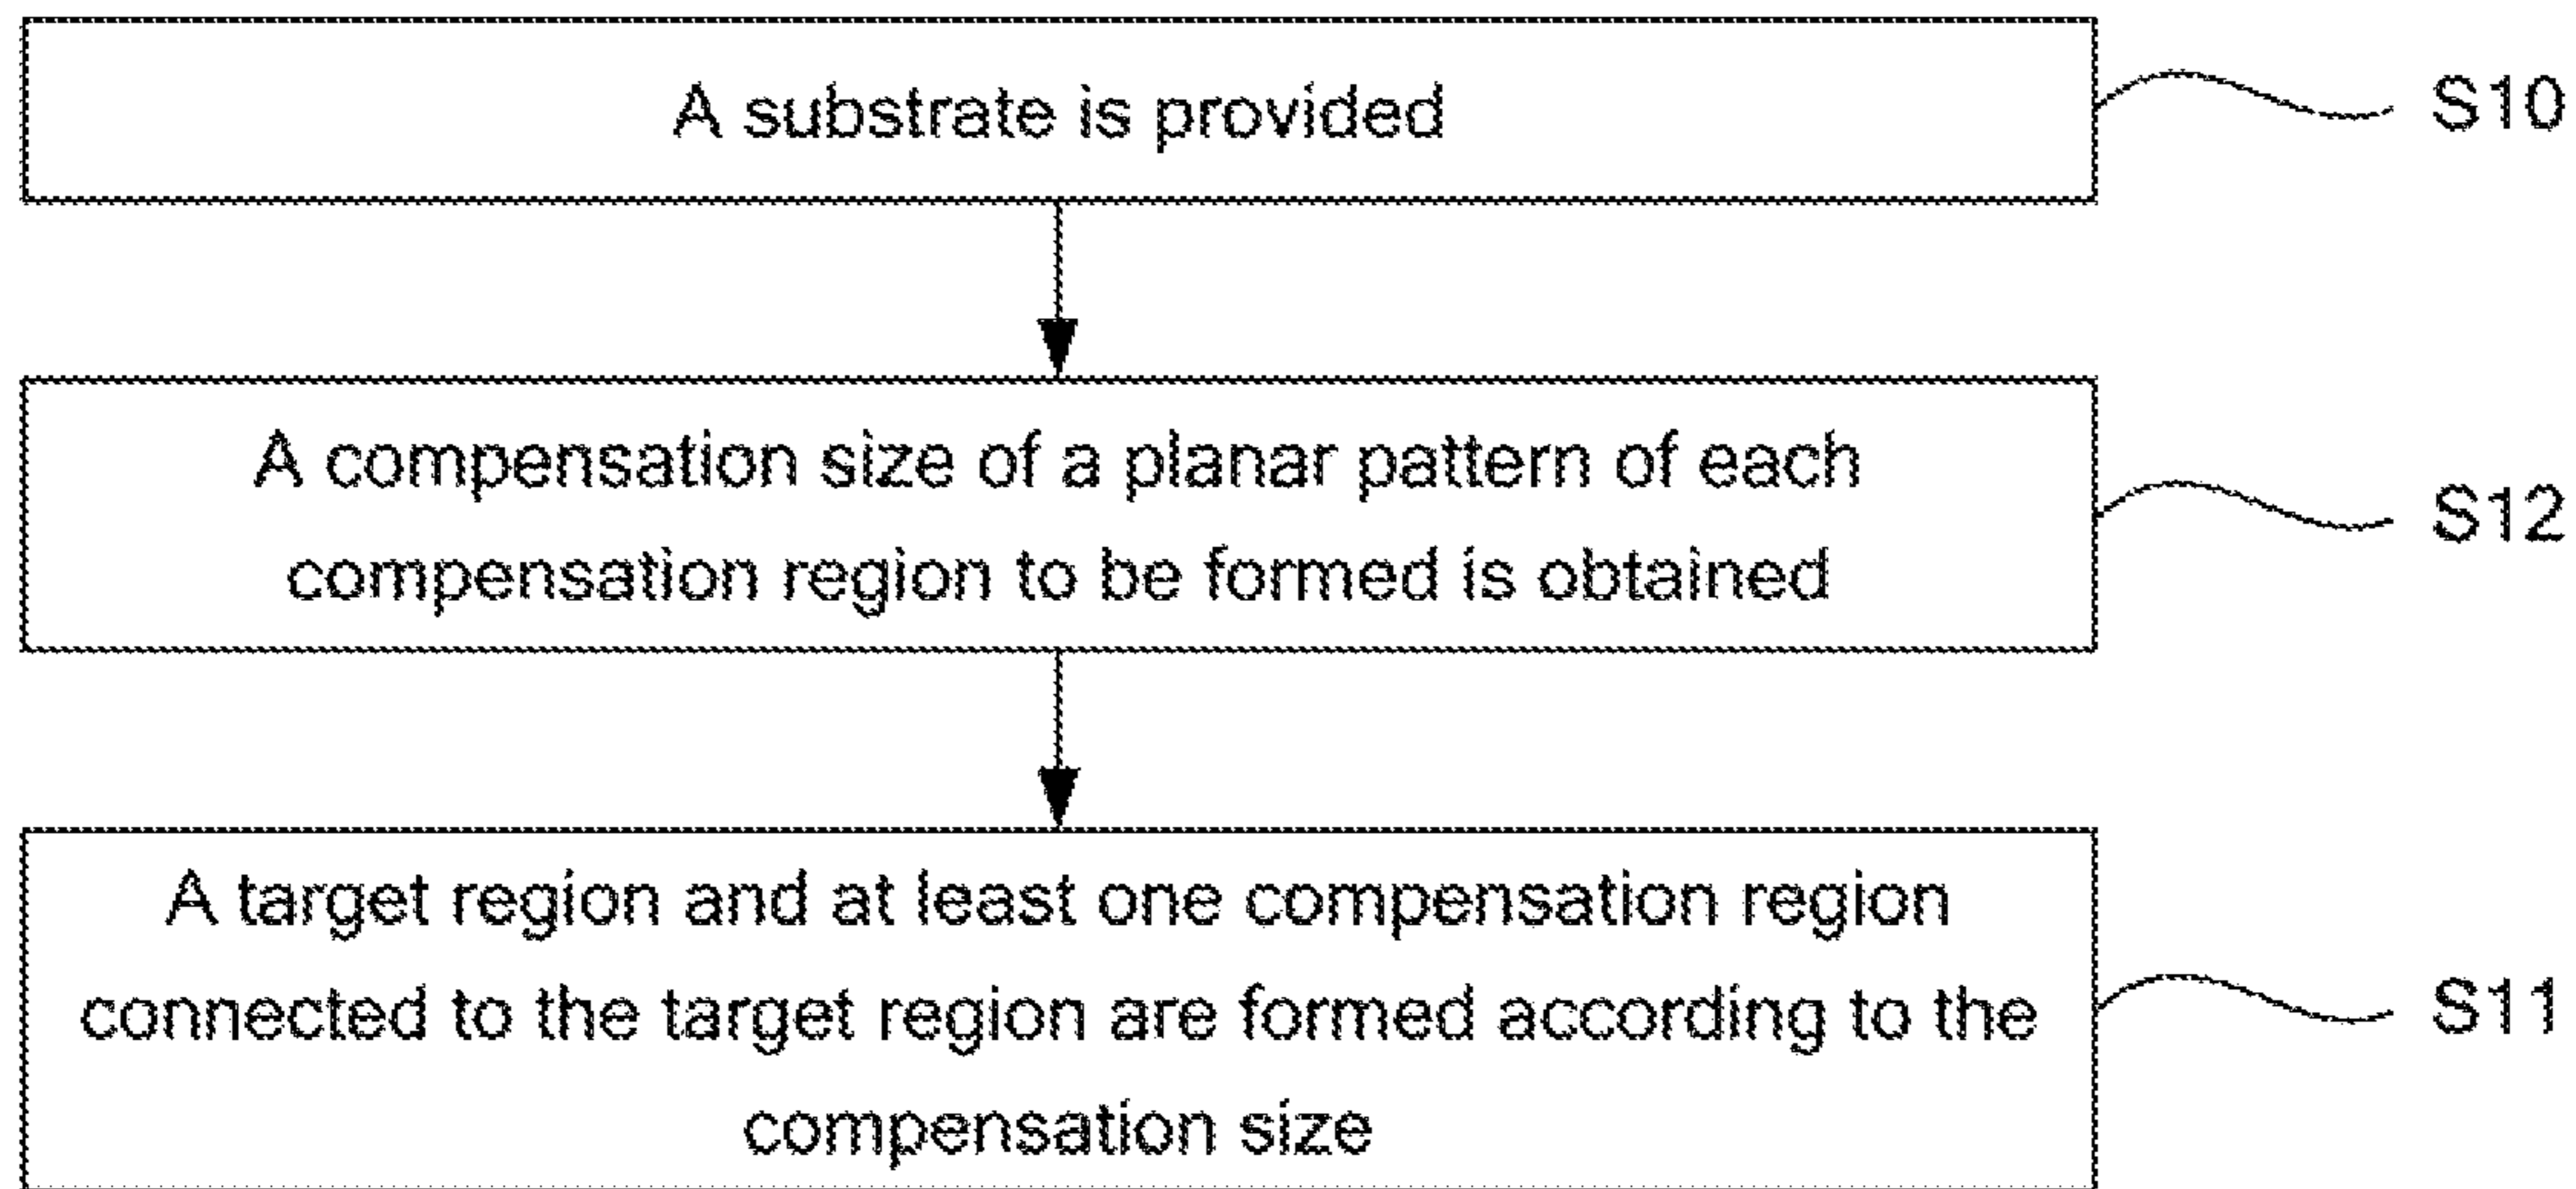 A substrate is provided
S10
A compensation size of a planar pattern of each
compensation region to be formed is obtained
S12
A target region and at least one compensation region
connected to the target region are formed according to the
compensation size
S11